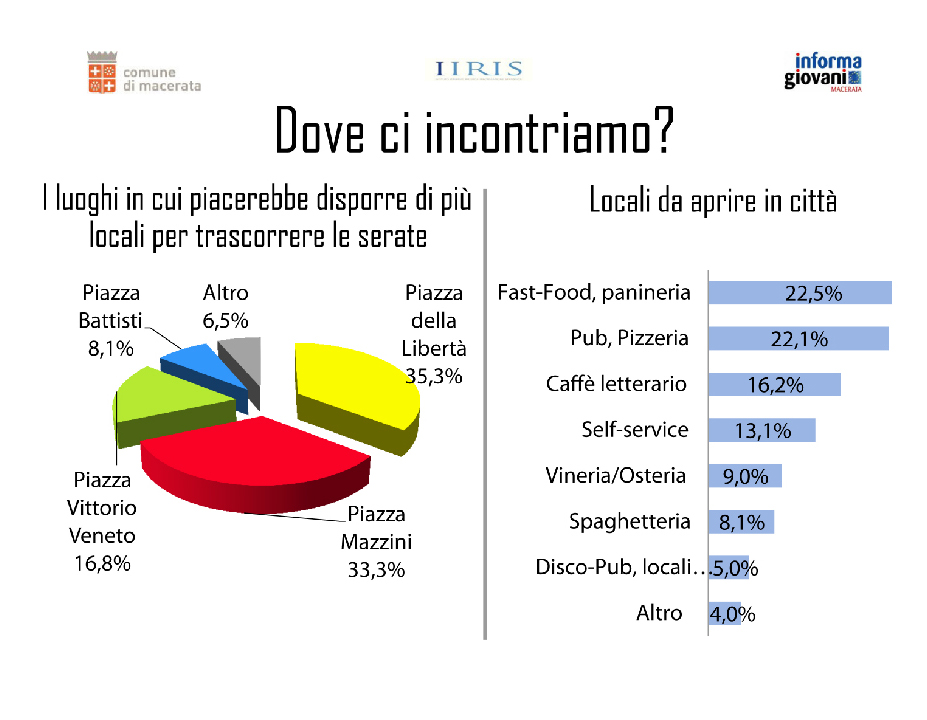 comune
di macerata
IIRIS
informa
giovani
MACERATA
Dove ci incontriamo?
I luoghi in cui piacerebbe disporre di più
locali per trascorrere le serate
Piazza
Battisti
8,1%
Altro
6,5%
Piazza
della
Libertà
35,3%
Piazza
Vittorio
Veneto
16,8%
Piazza
Mazzini
33,3%
Locali da aprire in città
Fast-Food, panineria 22,5%
Pub, Pizzeria 22,1%
Caffè letterario 16,2%
Self-service 13,1%
Vineria/Osteria 9,0%
Spaghetteria 8,1%
Disco-Pub, locali… 5,0%
Altro 4,0%